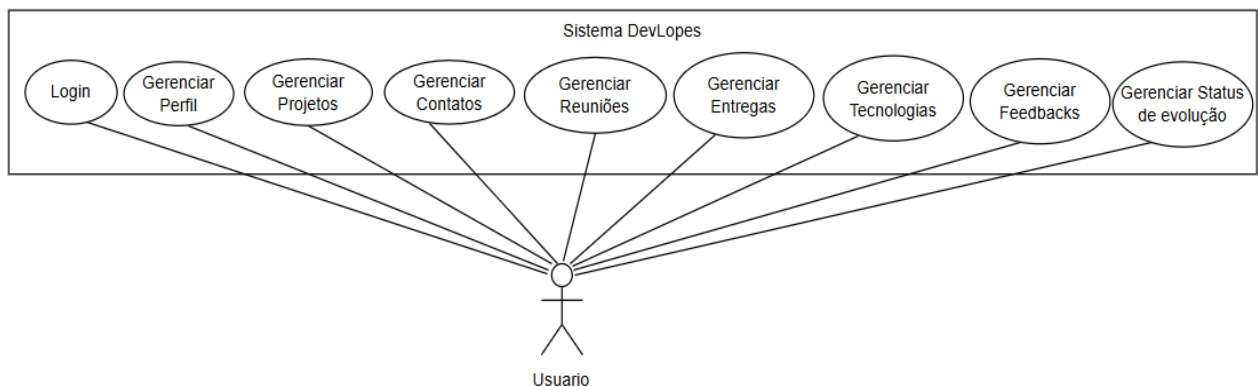 Sistema DevLopes
Login
Gerenciar
Perfil
Gerenciar
Projetos
Gerenciar
Contatos
Gerenciar
Reuniões
Gerenciar
Entregas
Gerenciar
Tecnologias
Gerenciar
Feedbacks
Gerenciar Status
de evolução
Usuario